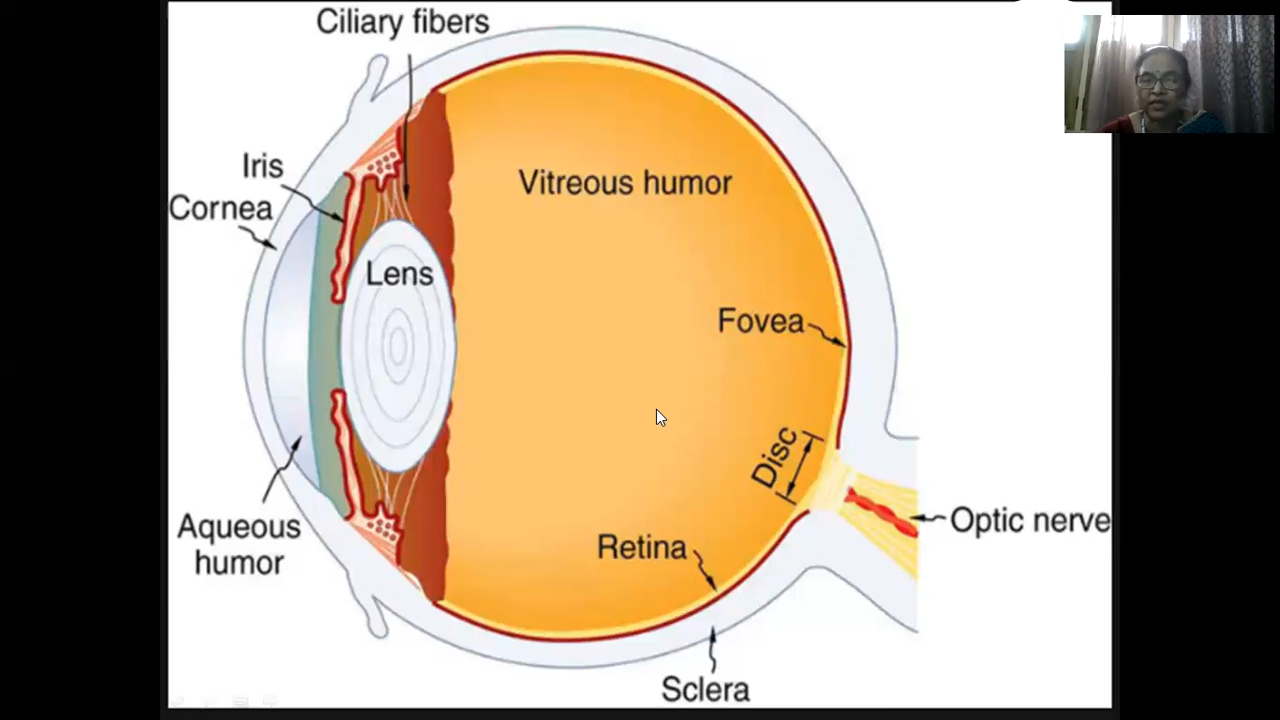 Ciliary fibers
Iris
Cornea
Vitreous humor
Lens
Fovea
Disc
Aqueous
humor
Optic nerve
Retina
Sclera